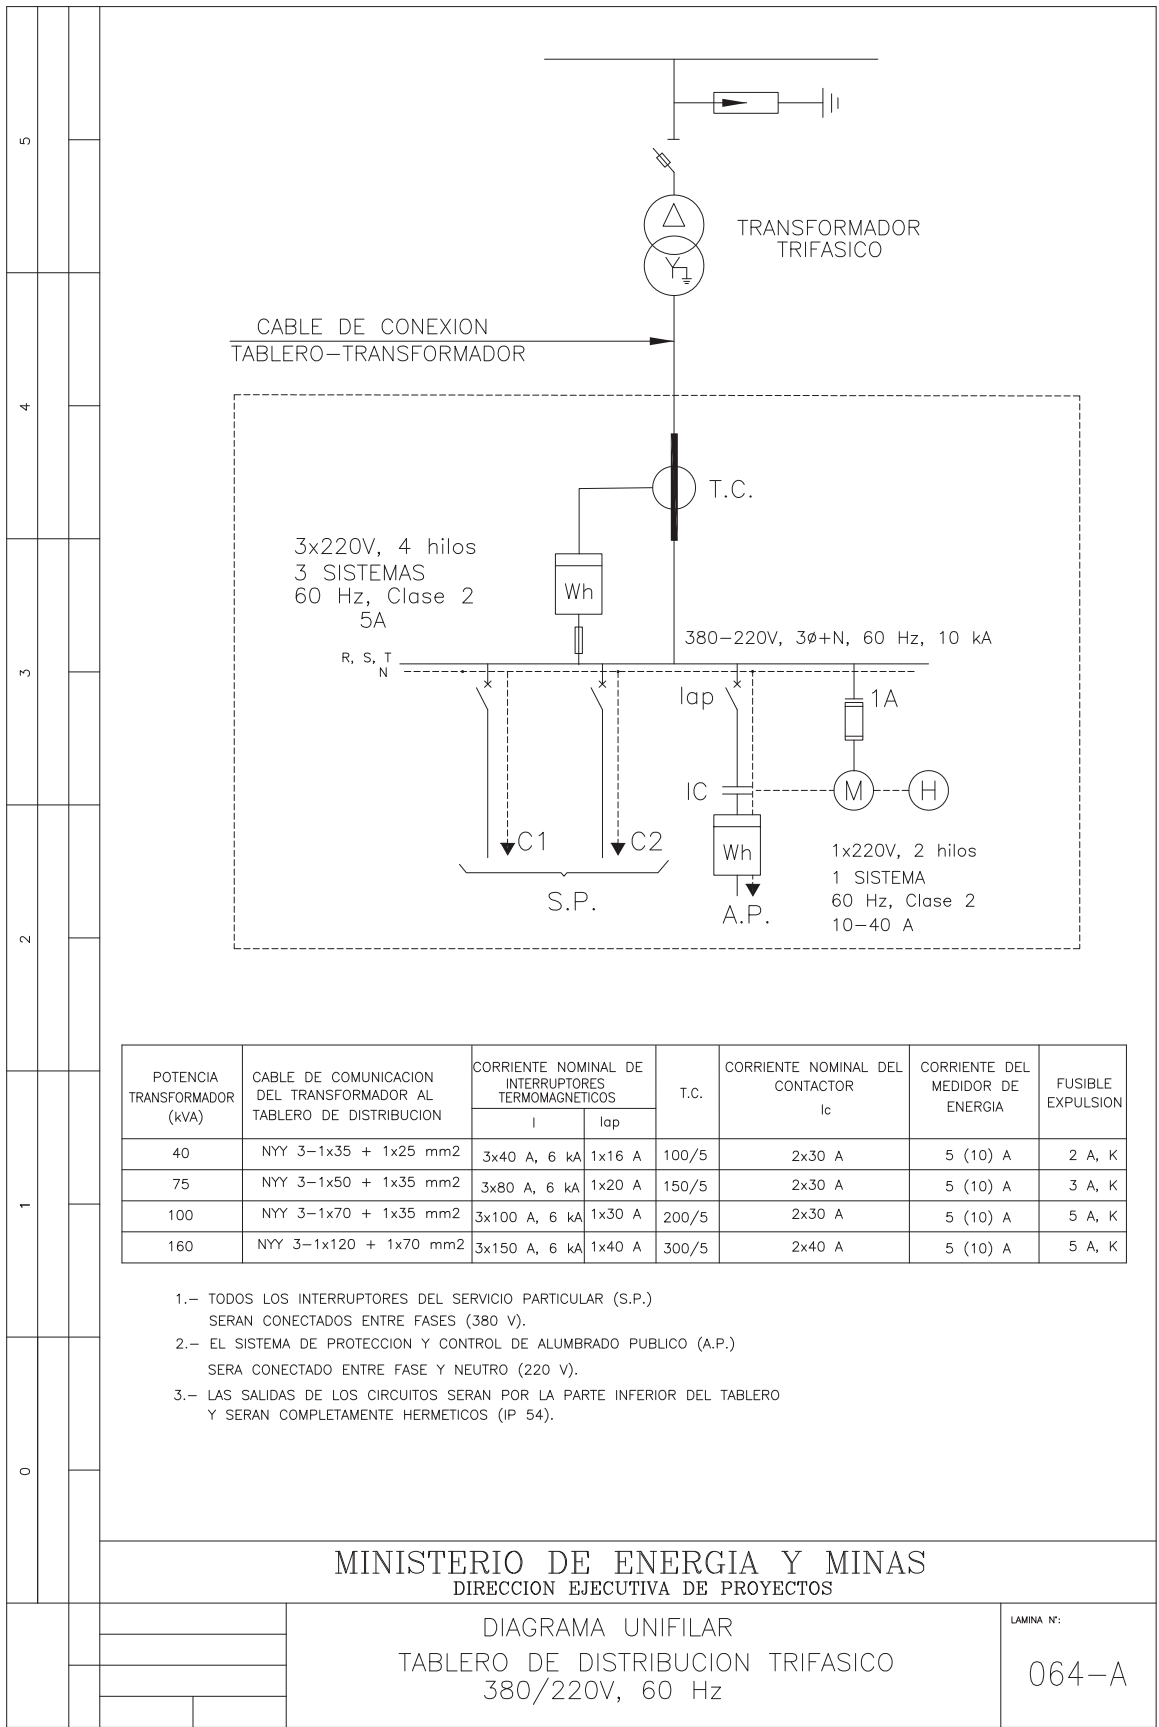 5
4
3
2
1
0
TRANSFORMADOR
TRIFASICO
CABLE DE CONEXION
TABLERO-TRANSFORMADOR
T.C.
3x220V, 4 hilos
3 SISTEMAS
60 Hz, Clase 2
5A
Wh
380-220V, 3ø+N, 60 Hz, 10 kA
R, S, T
N
Iap
1A
IC
M
H
C1
C2
Wh
S.P.
A.P.
1x220V, 2 hilos
1 SISTEMA
60 Hz, Clase 2
10-40 A
POTENCIA
TRANSFORMADOR
(kVA)
CABLE DE COMUNICACION
DEL TRANSFORMADOR AL
TABLERO DE DISTRIBUCION
CORRIENTE NOMINAL DE
INTERRUPTORES
TERMOMAGNETICOS
I
Iap
T.C.
CORRIENTE NOMINAL DEL
CONTACTOR
Ic
CORRIENTE DEL
MEDIDOR DE
ENERGIA
FUSIBLE
EXPULSION
40 NYY 3-1x35 + 1x25 mm2 3x40 A, 6 kA 1x16 A 100/5 2x30 A 5 (10) A 2 A, K
75 NYY 3-1x50 + 1x35 mm2 3x80 A, 6 kA 1x20 A 150/5 2x30 A 5 (10) A 3 A, K
100 NYY 3-1x70 + 1x35 mm2 3x100 A, 6 kA 1x30 A 200/5 2x30 A 5 (10) A 5 A, K
160 NYY 3-1x120 + 1x70 mm2 3x150 A, 6 kA 1x40 A 300/5 2x40 A 5 (10) A 5 A, K
1.- TODOS LOS INTERRUPTORES DEL SERVICIO PARTICULAR (S.P.)
SERAN CONECTADOS ENTRE FASES (380 V).
2.- EL SISTEMA DE PROTECCION Y CONTROL DE ALUMBRADO PUBLICO (A.P.)
SERA CONECTADO ENTRE FASE Y NEUTRO (220 V).
3.- LAS SALIDAS DE LOS CIRCUITOS SERAN POR LA PARTE INFERIOR DEL TABLERO
Y SERAN COMPLETAMENTE HERMETICOS (IP 54).
MINISTERIO DE ENERGIA Y MINAS
DIRECCION EJECUTIVA DE PROYECTOS
DIAGRAMA UNIFILAR
TABLERO DE DISTRIBUCION TRIFASICO
380/220V, 60 Hz
LAMINA N°:
064-A